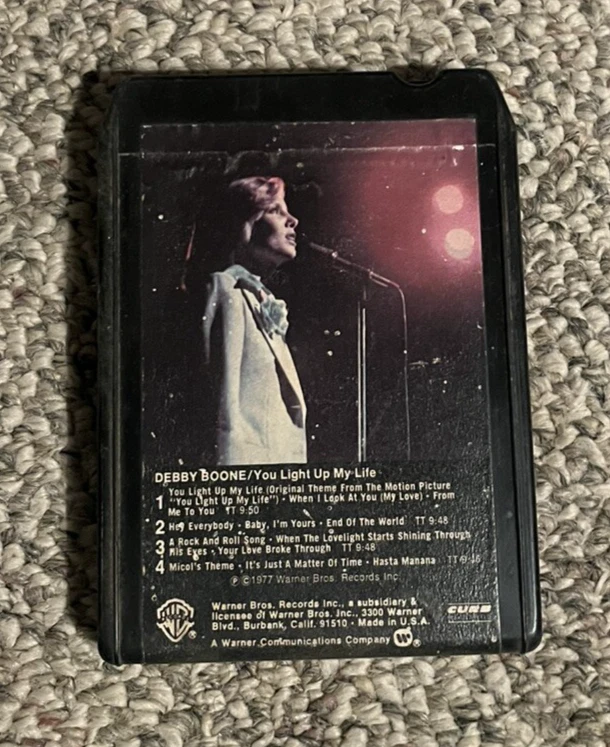 DEBBY BOONE/You Light Up My Life
1 You Light Up My Life (Original Theme From The Motion Picture
"You Light Up My Life") • When I Look At You (My Love) • From
Me To You TT 9:50
2 Hey Everybody • Baby, I'm Yours • End Of The World TT 9:48
3 A Rock And Roll Song • When The Lovelight Starts Shining Through
His Eyes • Your Love Broke Through TT 9:48
4 Micol's Theme • It's Just A Matter Of Time • Hasta Manana TT
℗ © 1977 Warner Bros. Records Inc.
Warner Bros. Records Inc., a subsidiary &
licensee of Warner Bros. Inc., 3300 Warner
Blvd., Burbank, Calif. 91510 • Made in U.S.A.
A Warner Communications Company
WB ®
CURB